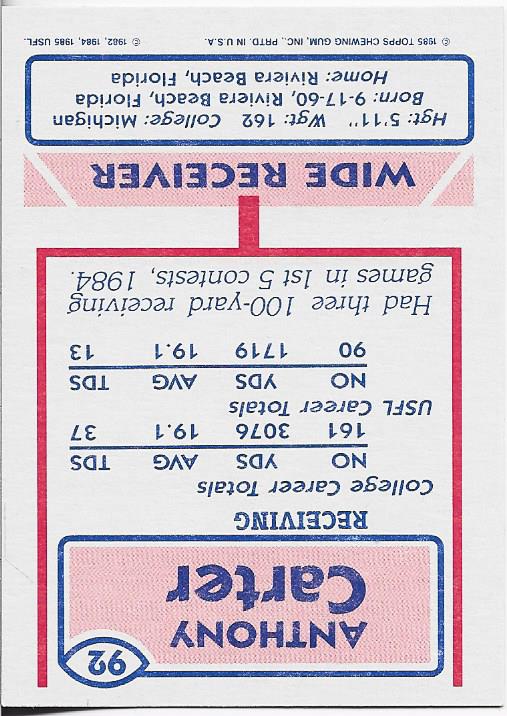 92
ANTHONY
Carter
RECEIVING
College Career Totals
NO YDS AVG TDS
161 3076 19.1 37
USFL Career Totals
NO YDS AVG TDS
90 1719 19.1 13
Had three 100-yard receiving
games in 1st 5 contests, 1984.
WIDE RECEIVER
Hgt: 5'11" Wgt: 162 College: Michigan
Born: 9-17-60, Riviera Beach, Florida
Home: Riviera Beach, Florida
© 1985 TOPPS CHEWING GUM, INC., PRTD. IN U.S.A. © 1982, 1984, 1985 USFL.